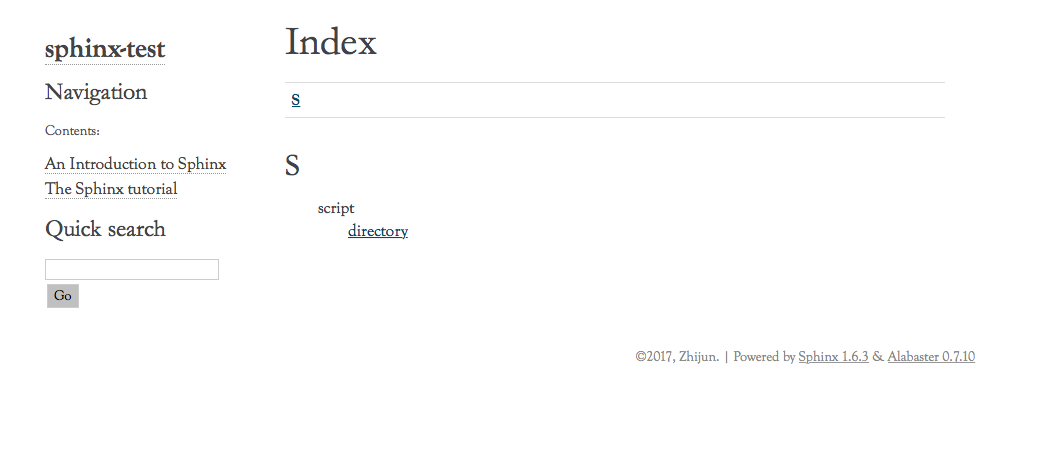 sphinx-test
Navigation
Contents:
An Introduction to Sphinx
The Sphinx tutorial
Quick search
Go
Index
S
S
script
directory
©2017, Zhijun. | Powered by Sphinx 1.6.3 & Alabaster 0.7.10